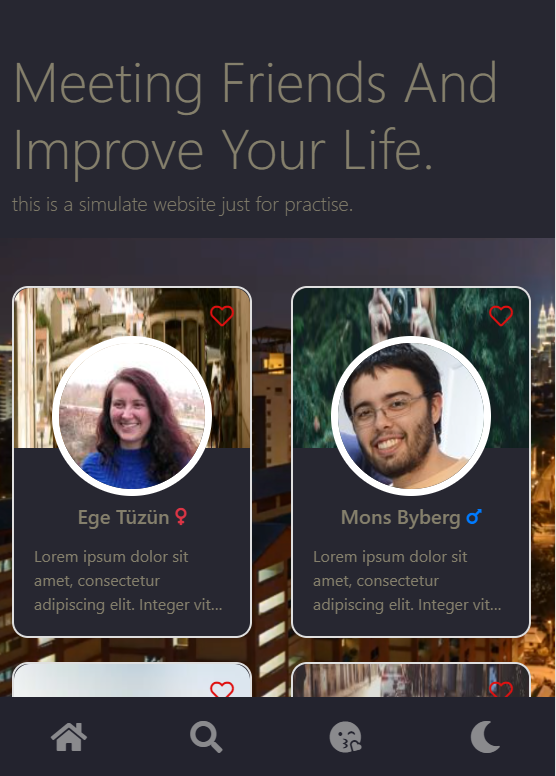 Meeting Friends And
Improve Your Life.
this is a simulate website just for practise.
Ege Tüzün
Lorem ipsum dolor sit
amet, consectetur
adipiscing elit. Integer vit...
Mons Byberg
Lorem ipsum dolor sit
amet, consectetur
adipiscing elit. Integer vit...